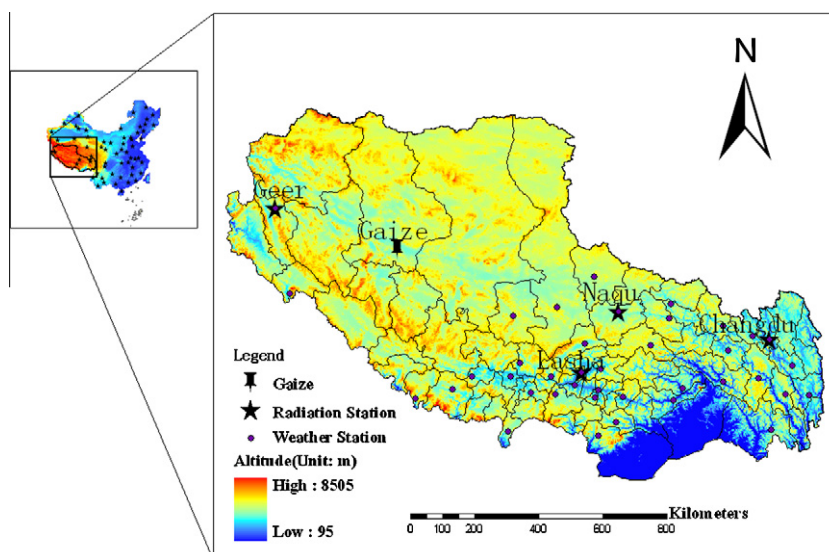 N
Geer
Gaize
Naqu
Changdu
Lasha
Legend
Gaize
Radiation Station
Weather Station
Altitude(Unit: m)
High : 8505
Low : 95
Kilometers
0 100 200 400 600 800